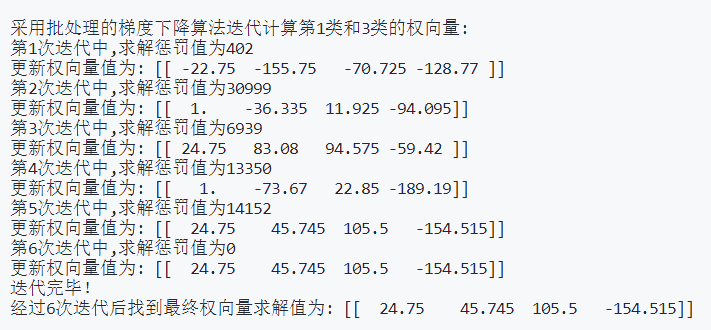 采用批处理的梯度下降算法迭代计算第1类和3类的权向量:
第1次迭代中,求解惩罚值为402
更新权向量值为: [[ -22.75  -155.75   -70.725 -128.77 ]]
第2次迭代中,求解惩罚值为30999
更新权向量值为: [[  1.    -36.335  11.925 -94.095]]
第3次迭代中,求解惩罚值为6939
更新权向量值为: [[ 24.75   83.08   94.575 -59.42 ]]
第4次迭代中,求解惩罚值为13350
更新权向量值为: [[   1.    -73.67   22.85 -189.19]]
第5次迭代中,求解惩罚值为14152
更新权向量值为: [[  24.75    45.745  105.5   -154.515]]
第6次迭代中,求解惩罚值为0
更新权向量值为: [[  24.75    45.745  105.5   -154.515]]
迭代完毕!
经过6次迭代后找到最终权向量求解值为: [[  24.75    45.745  105.5   -154.515]]